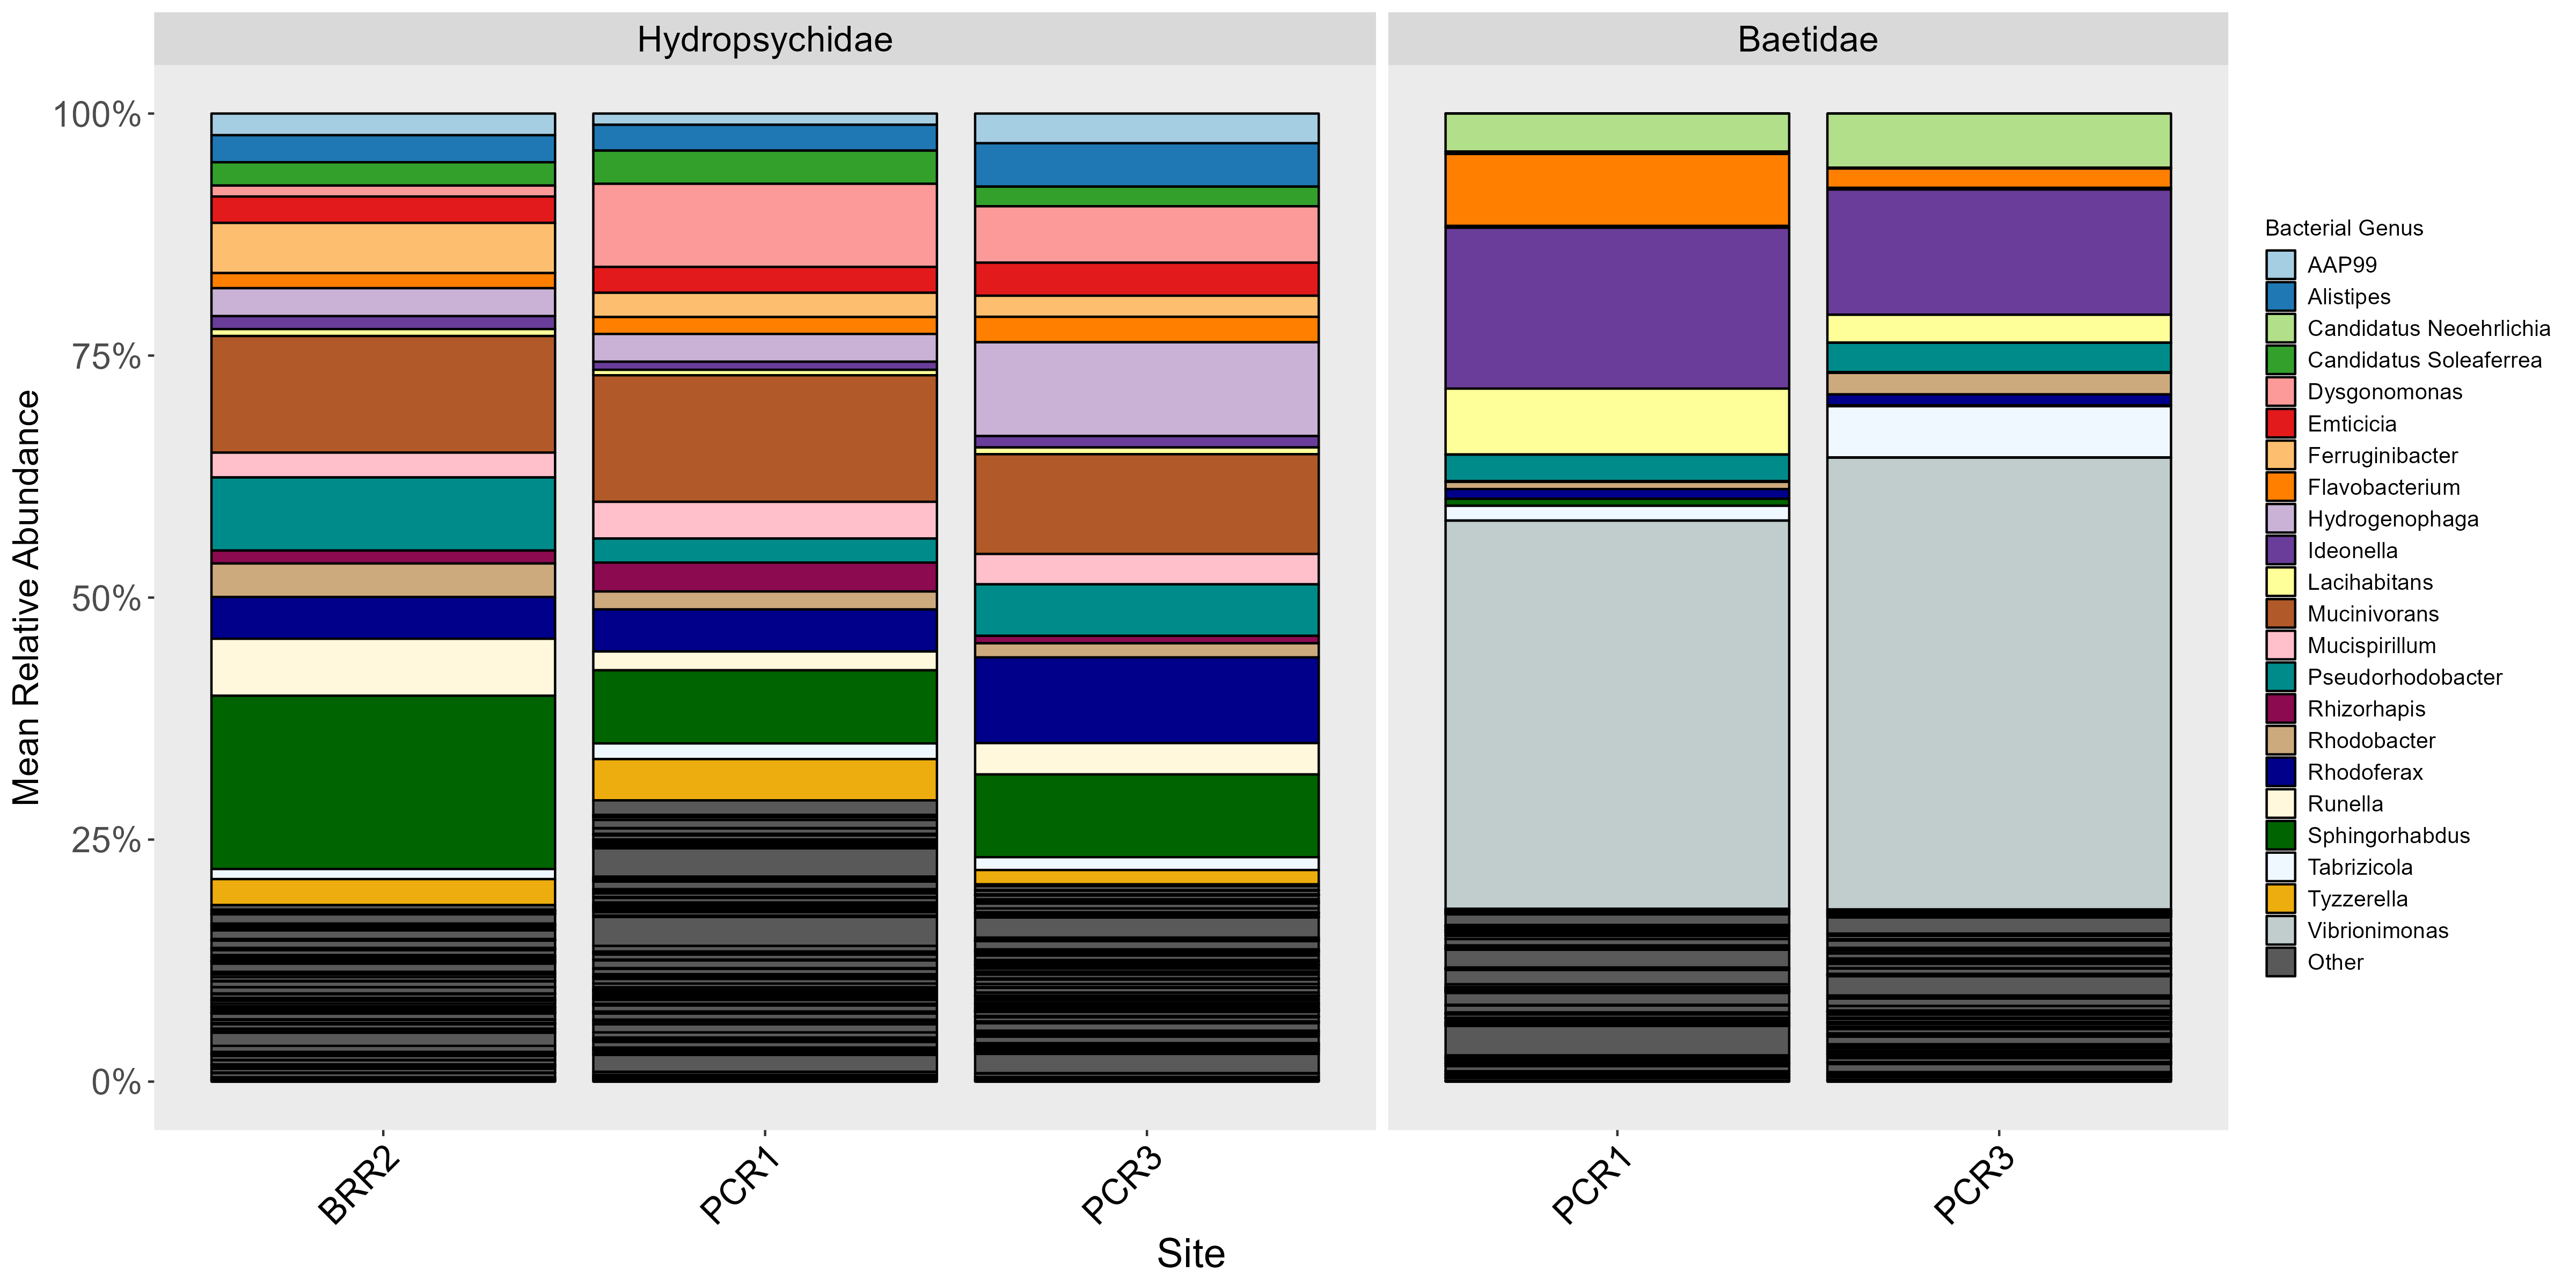 Hydropsychidae
Baetidae
Mean Relative Abundance
100%
75%
50%
25%
0%
BRR2
PCR1
PCR3
PCR1
PCR3
Site
Bacterial Genus
AAP99
Alistipes
Candidatus Neoehrlichia
Candidatus Soleaferrea
Dysgonomonas
Emticicia
Ferruginibacter
Flavobacterium
Hydrogenophaga
Ideonella
Lacihabitans
Mucinivorans
Mucispirillum
Pseudorhodobacter
Rhizorhapis
Rhodobacter
Rhodoferax
Runella
Sphingorhabdus
Tabrizicola
Tyzzerella
Vibrionimonas
Other